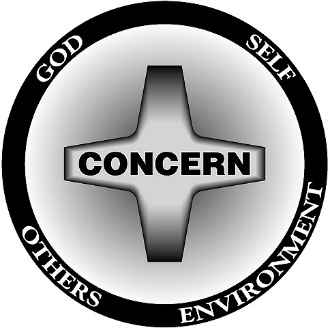 GOD
SELF
CONCERN
OTHERS
ENVIRONMENT